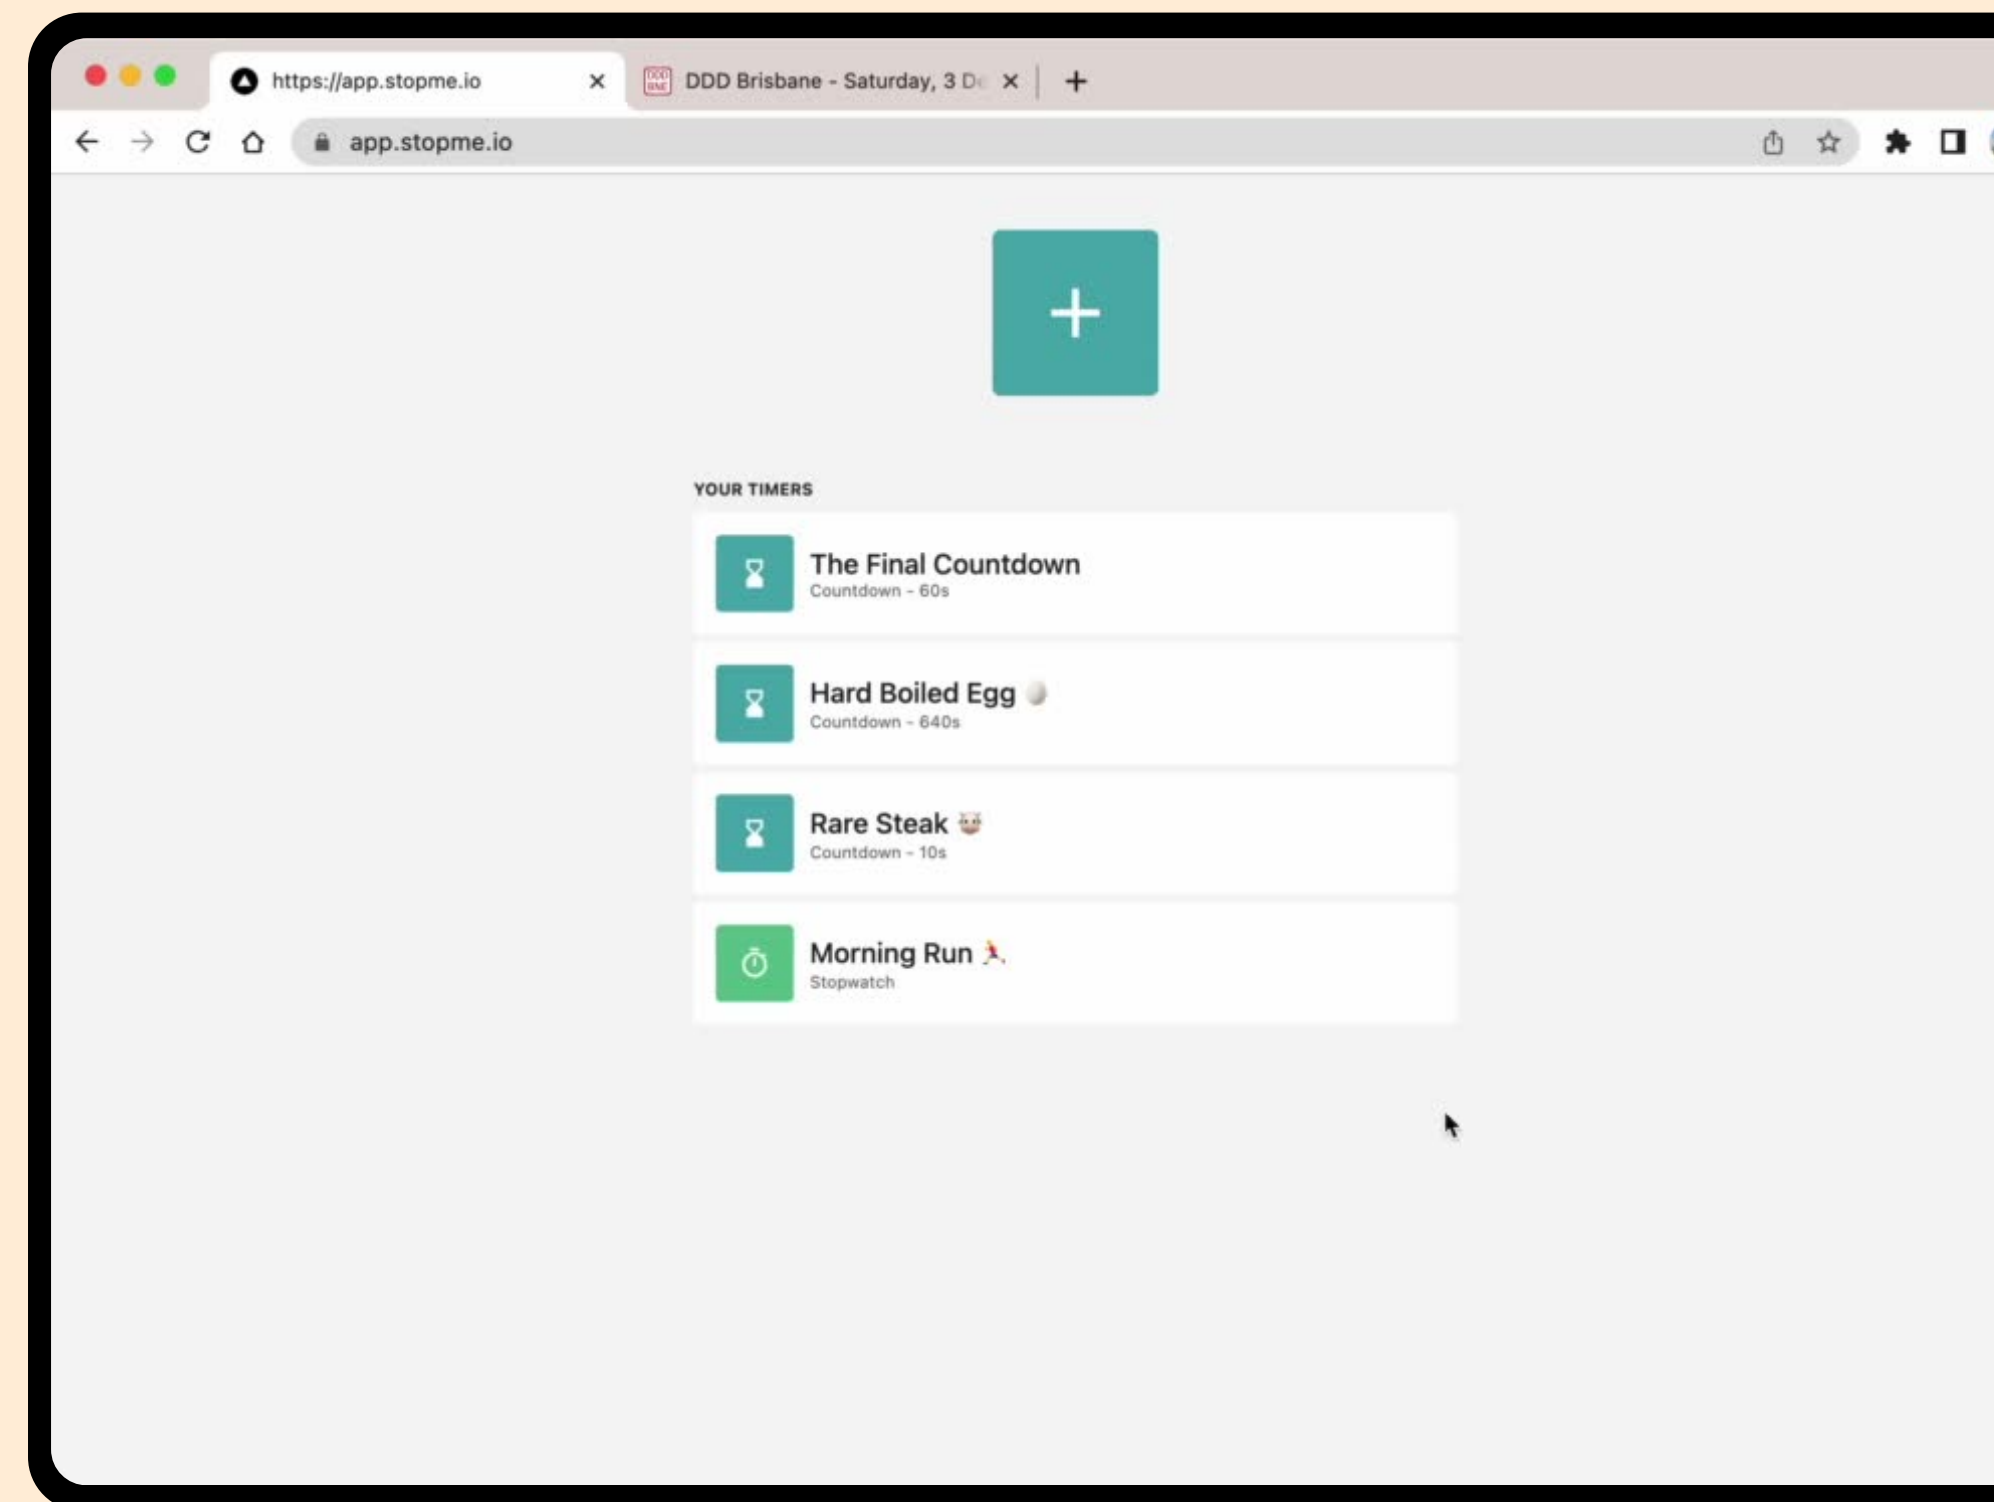 https://app.stopme.io
DDD Brisbane - Saturday, 3 De
app.stopme.io
YOUR TIMERS
The Final Countdown
Countdown - 60s
Hard Boiled Egg 🥚
Countdown - 640s
Rare Steak 🐮
Countdown - 10s
Morning Run 🏃
Stopwatch